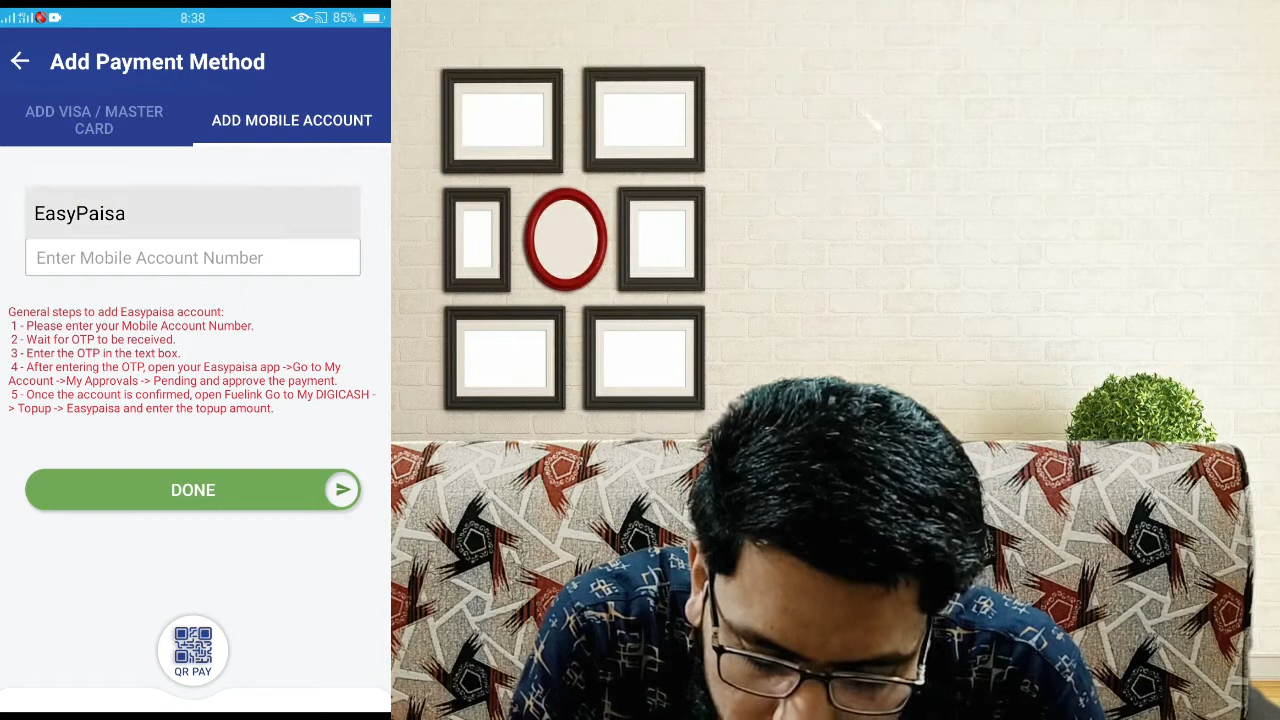 8:38
85%
Add Payment Method
ADD VISA / MASTER
CARD
ADD MOBILE ACCOUNT
EasyPaisa
Enter Mobile Account Number
General steps to add Easypaisa account:
1 - Please enter your Mobile Account Number.
2 - Wait for OTP to be received.
3 - Enter the OTP in the text box.
4 - After entering the OTP, open your Easypaisa app ->Go to My
Account ->My Approvals -> Pending and approve the payment.
5 - Once the account is confirmed, open Fuelink Go to My DIGICASH -
> Topup -> Easypaisa and enter the topup amount.
DONE
QR PAY